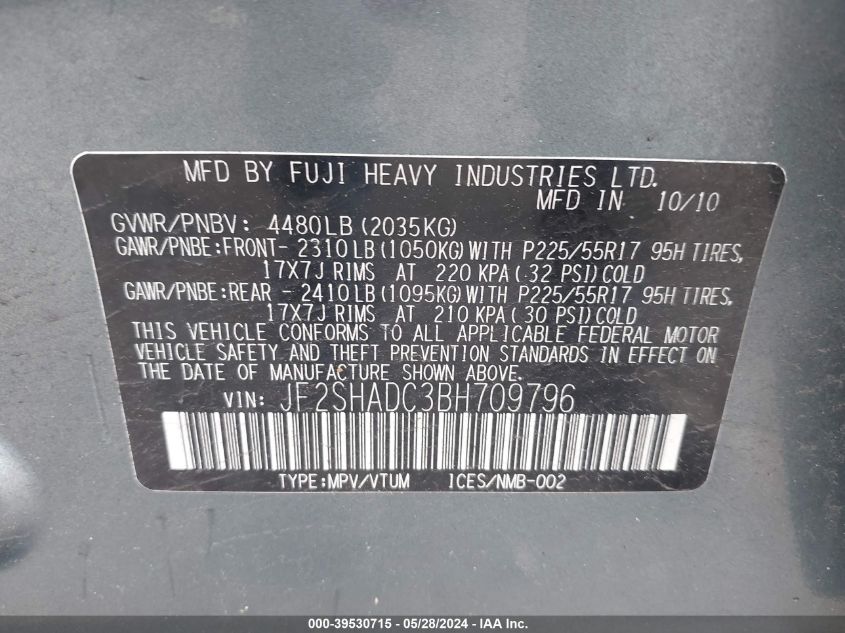 MFD BY FUJI HEAVY INDUSTRIES LTD.
MFD IN 10/10
GVWR/PNBV: 4480LB (2035KG)
GAWR/PNBE:FRONT- 2310LB (1050KG) WITH P225/55R17 95H TIRES,
17X7J RIMS AT 220 KPA ( 32 PSI) COLD
GAWR/PNBE:REAR - 2410LB (1095KG) WITH P225/55R17 95H TIRES,
17X7J RIMS AT 210 KPA ( 30 PSI) COLD
THIS VEHICLE CONFORMS TO ALL APPLICABLE FEDERAL MOTOR
VEHICLE SAFETY AND THEFT PREVENTION STANDARDS IN EFFECT ON
THE DATE OF MANUFACTURE SHOWN ABOVE.
VIN: JF2SHADC3BH709796
TYPE:MPV/VTUM ICES/NMB-002
000-39530715 - 05/28/2024 - IAA Inc.